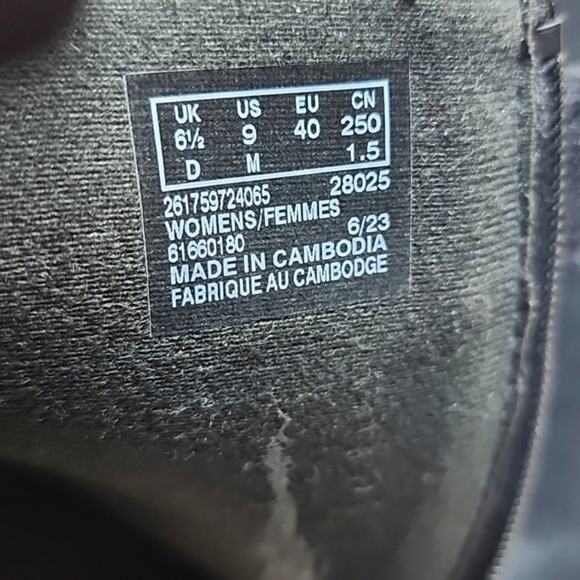 UK US EU CN
6½ 9 40 250
D M 1.5
261759724065 28025
WOMENS/FEMMES
61660180 6/23
MADE IN CAMBODIA
FABRIQUE AU CAMBODGE